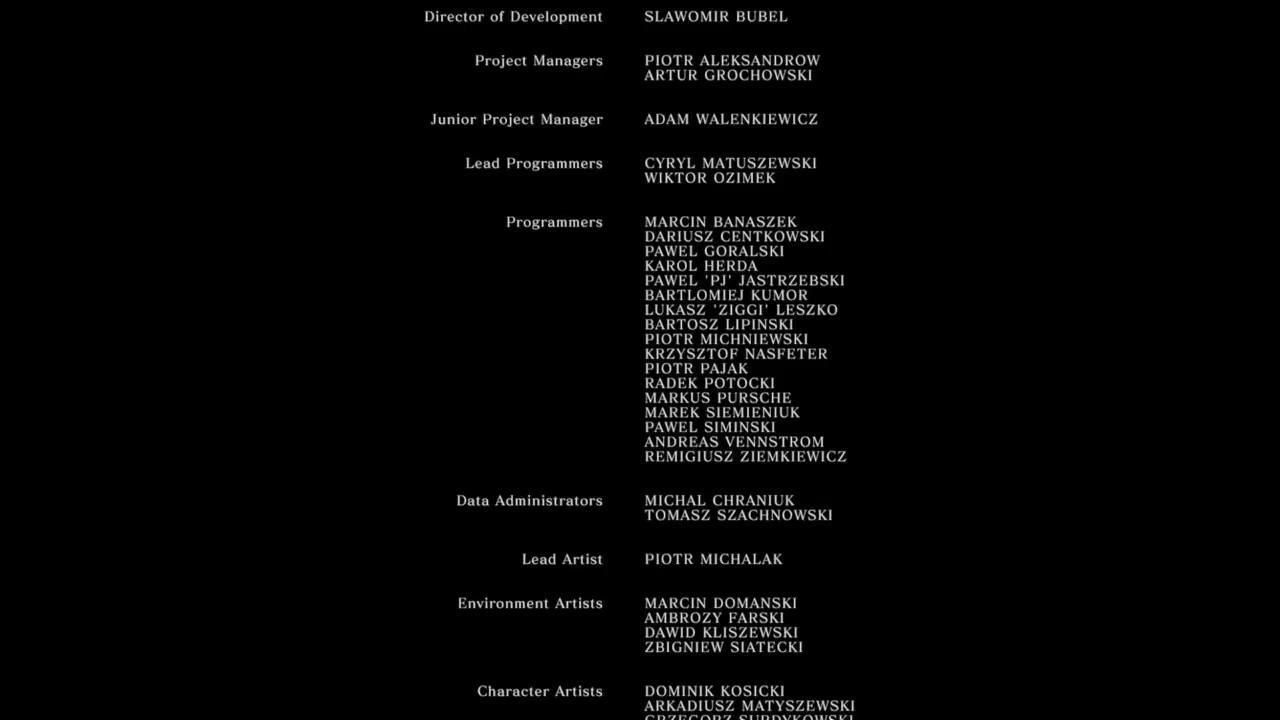 Director of Development SLAWOMIR BUBEL
Project Managers PIOTR ALEKSANDROW
ARTUR GROCHOWSKI
Junior Project Manager ADAM WALENKIEWICZ
Lead Programmers CYRYL MATUSZEWSKI
WIKTOR OZIMEK
Programmers MARCIN BANASZEK
DARIUSZ CENTKOWSKI
PAWEL GORALSKI
KAROL HERDA
PAWEL 'PJ' JASTRZEBSKI
BARTLOMIEJ KUMOR
LUKASZ 'ZIGGI' LESZKO
BARTOSZ LIPINSKI
PIOTR MICHNIEWSKI
KRZYSZTOF NASFETER
PIOTR PAJAK
RADEK POTOCKI
MARKUS PURSCHE
MAREK SIEMIENIUK
PAWEL SIMINSKI
ANDREAS VENNSTROM
REMIGIUSZ ZIEMKIEWICZ
Data Administrators MICHAL CHRANIUK
TOMASZ SZACHNOWSKI
Lead Artist PIOTR MICHALAK
Environment Artists MARCIN DOMANSKI
AMBROZY FARSKI
DAWID KLISZEWSKI
ZBIGNIEW SIATECKI
Character Artists DOMINIK KOSICKI
ARKADIUSZ MATYSZEWSKI
GRZEGORZ SURDYKOWSKI